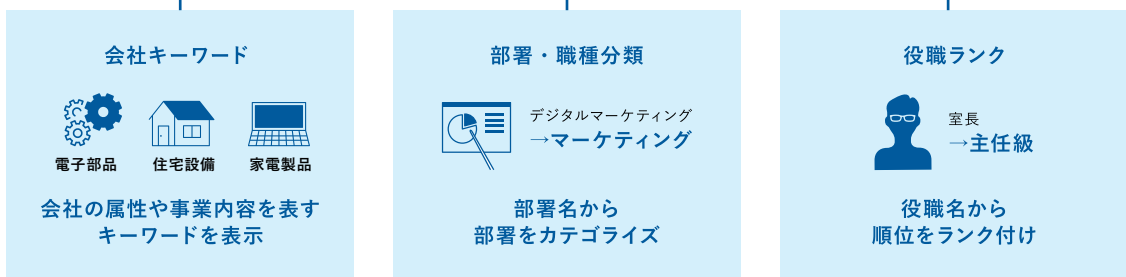 会社キーワード
電子部品
住宅設備
家電製品
会社の属性や事業内容を表す
キーワードを表示
部署・職種分類
デジタルマーケティング
→マーケティング
部署名から
部署をカテゴライズ
役職ランク
室長
→主任級
役職名から
順位をランク付け